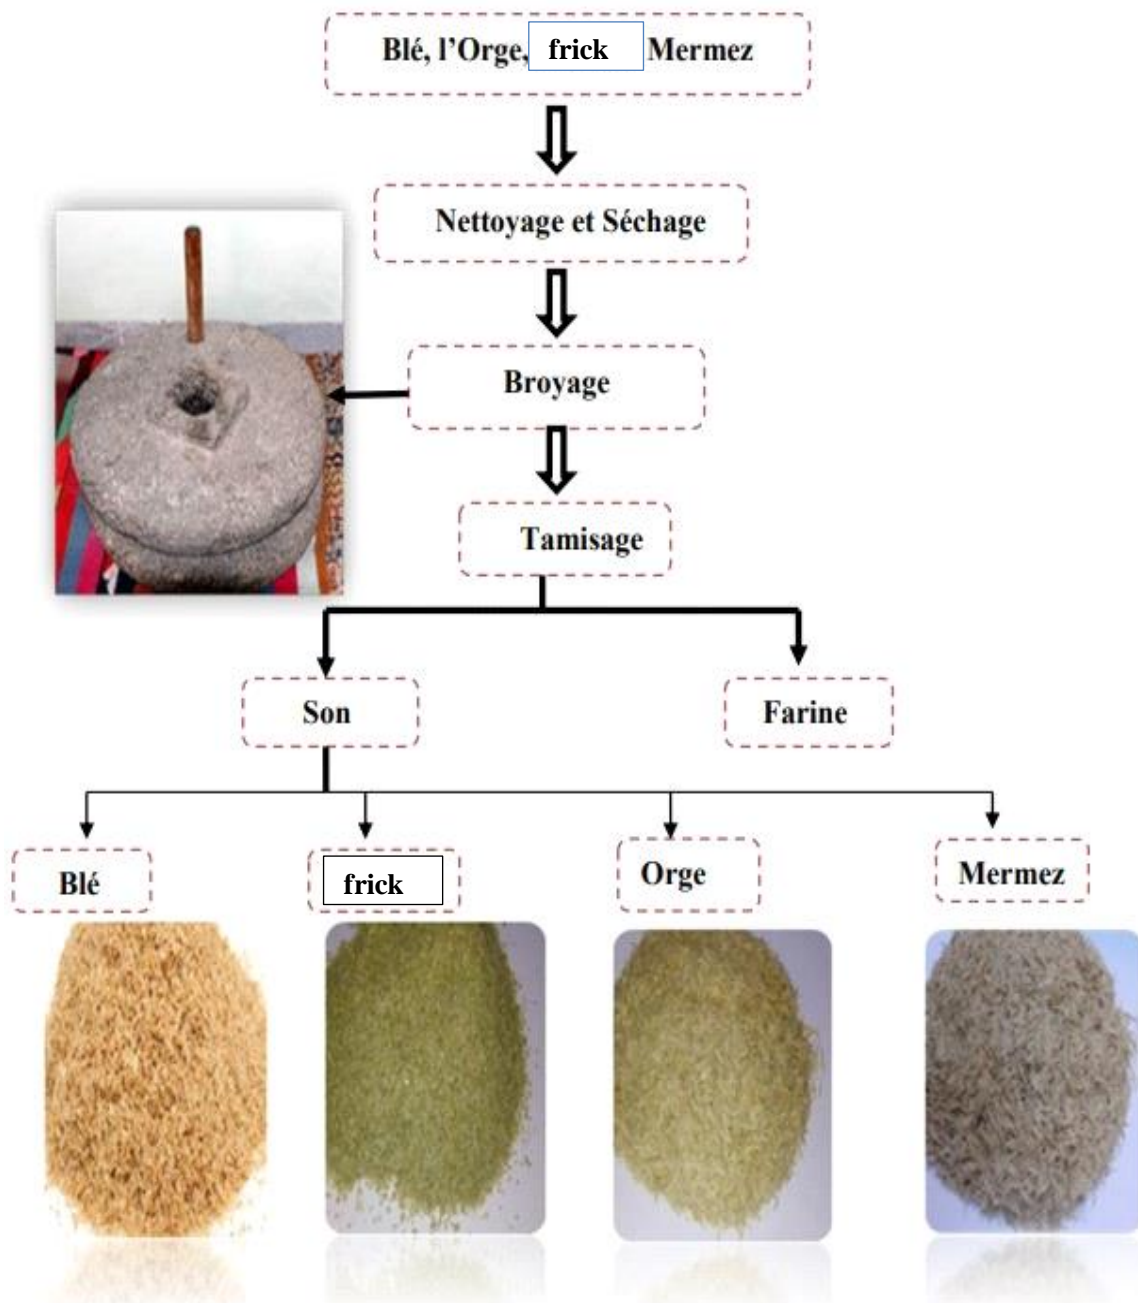 Blé, l’Orge, frick Mermez
Nettoyage et Séchage
Broyage
Tamisage
Son
Farine
Blé
frick
Orge
Mermez